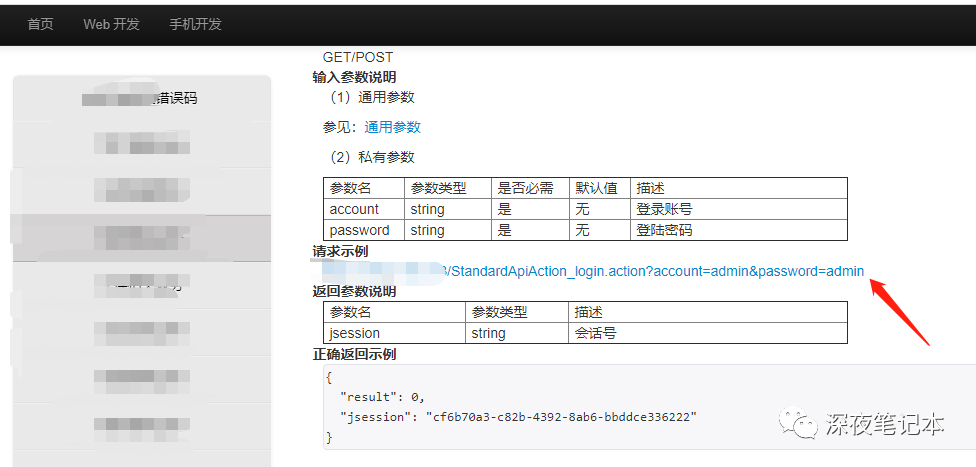 首页 Web 开发 手机开发
错误码
GET/POST
输入参数说明
（1）通用参数
参见：通用参数
（2）私有参数
参数名 参数类型 是否必需 默认值 描述
account string 是 无 登录账号
password string 是 无 登陆密码
请求示例
/StandardApiAction_login.action?account=admin&password=admin
返回参数说明
参数名 参数类型 描述
jsession string 会话号
正确返回示例
{
"result": 0,
"jsession": "cf6b70a3-c82b-4392-8ab6-bbddce336222"
}
深夜笔记本